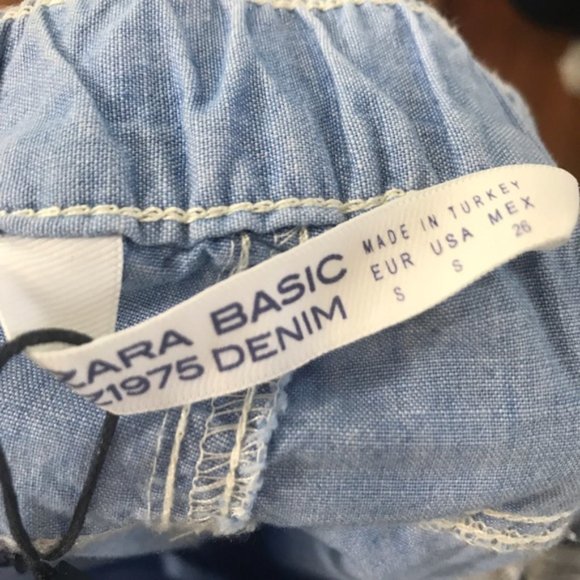 ZARA BASIC
Z1975 DENIM
MADE IN TURKEY
EUR USA MEX
S S 26